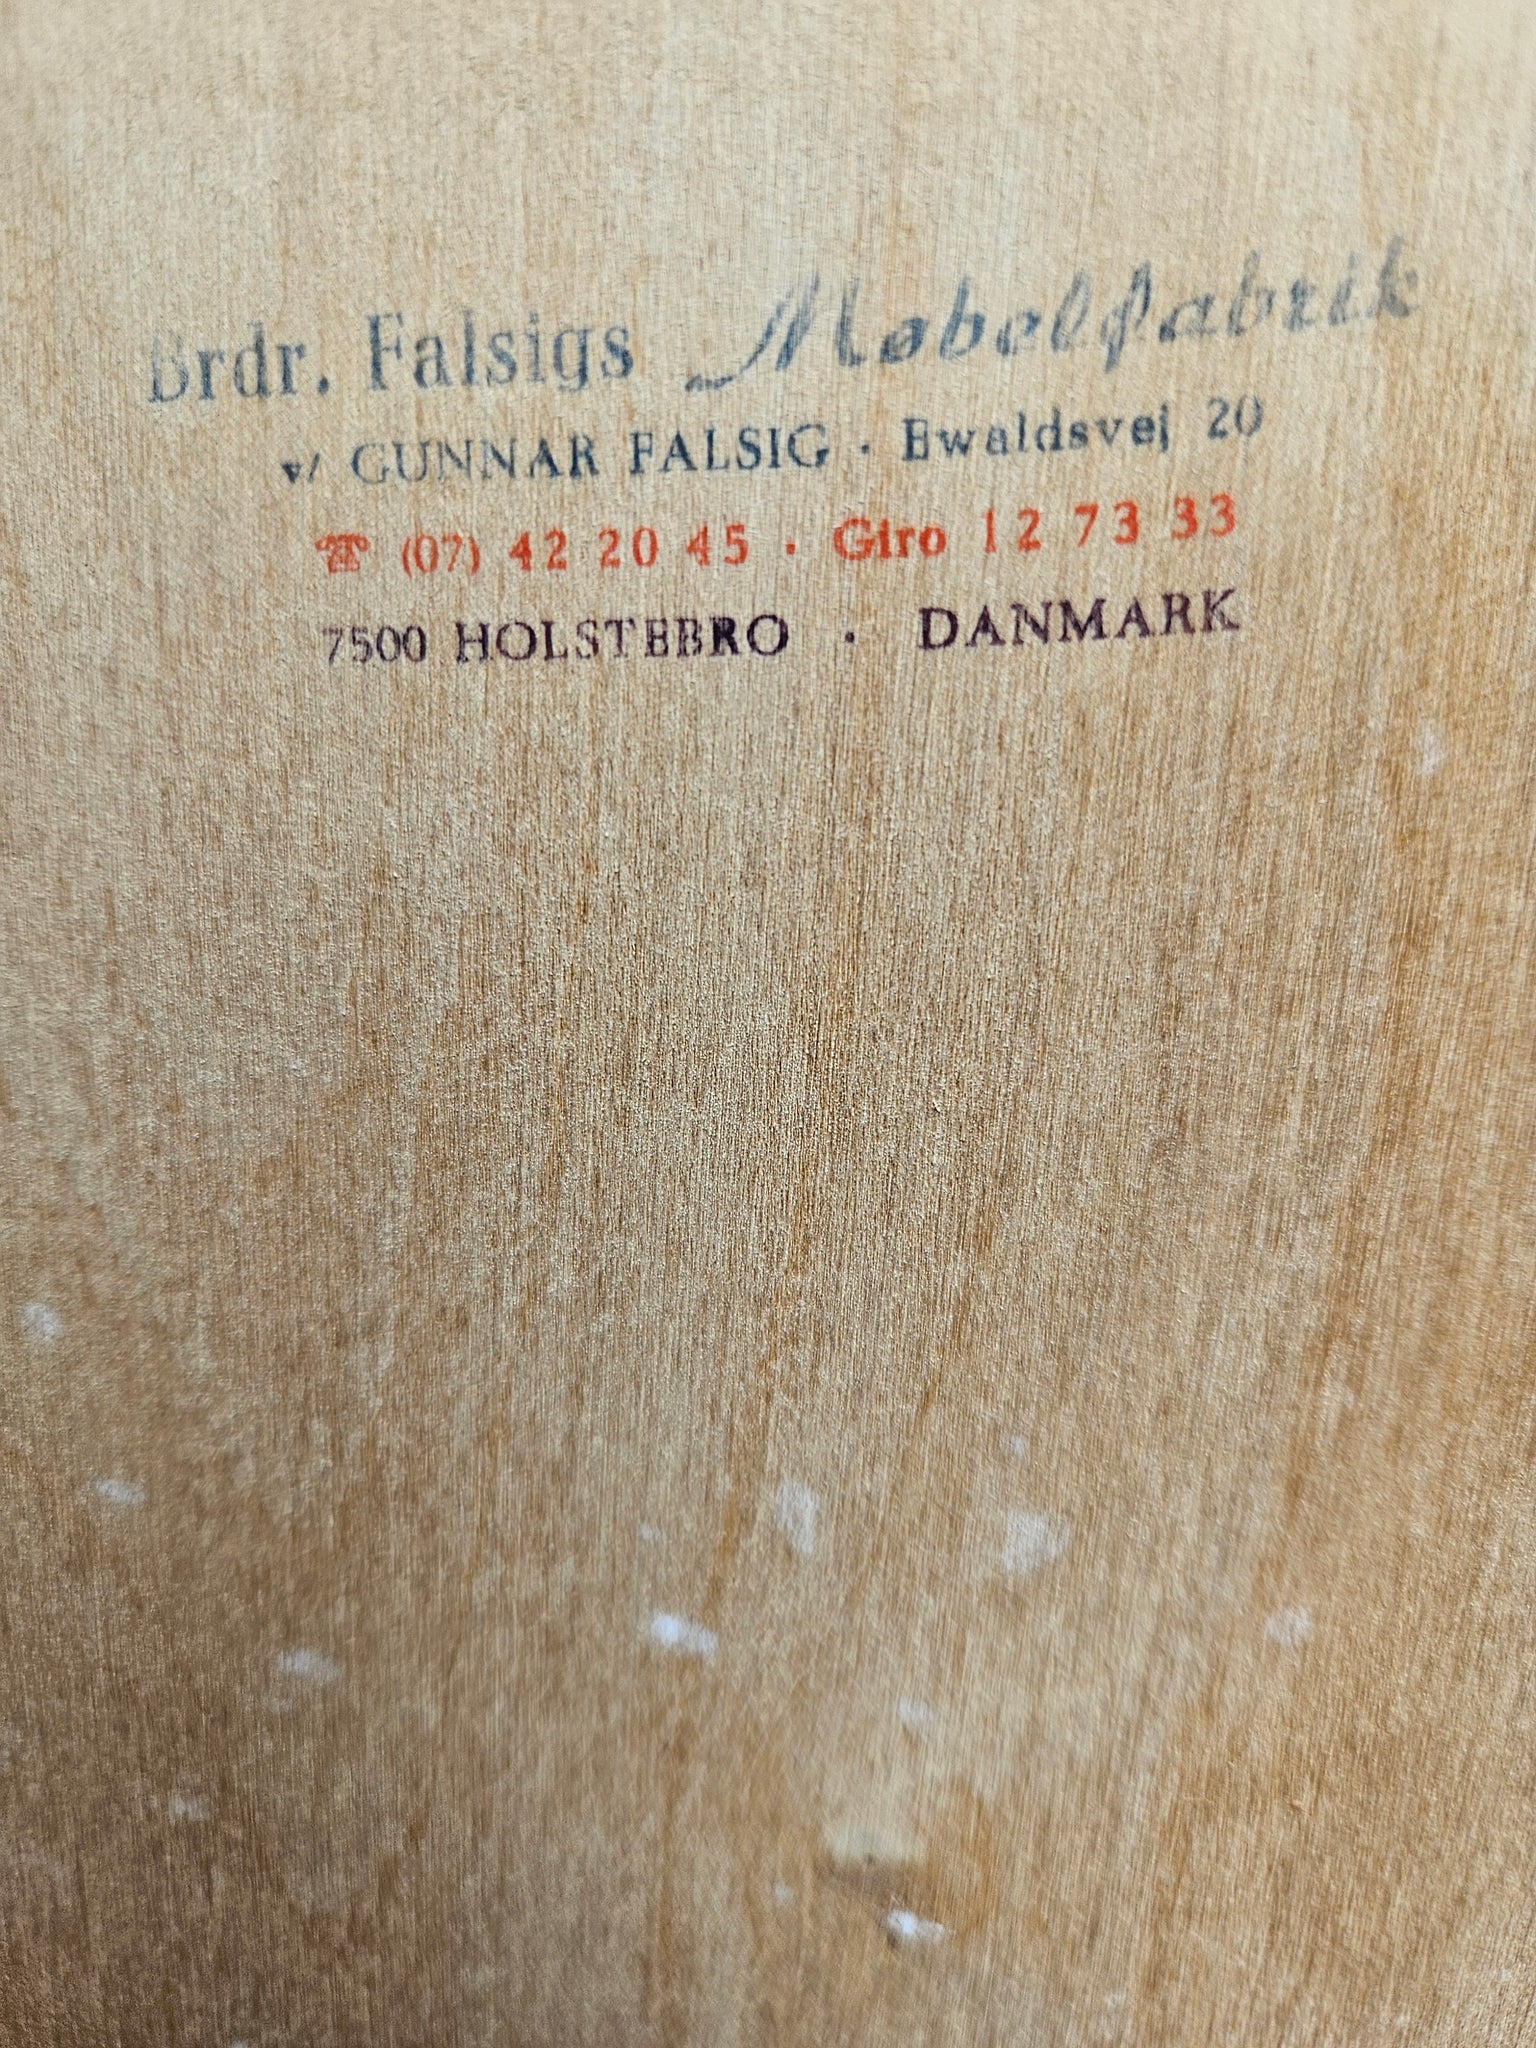 Brdr. Falsigs Møbelfabrik
v/ GUNNAR FALSIG · Ewaldsvej 20
☎ (07) 42 20 45 · Giro 12 73 33
7500 HOLSTEBRO · DANMARK